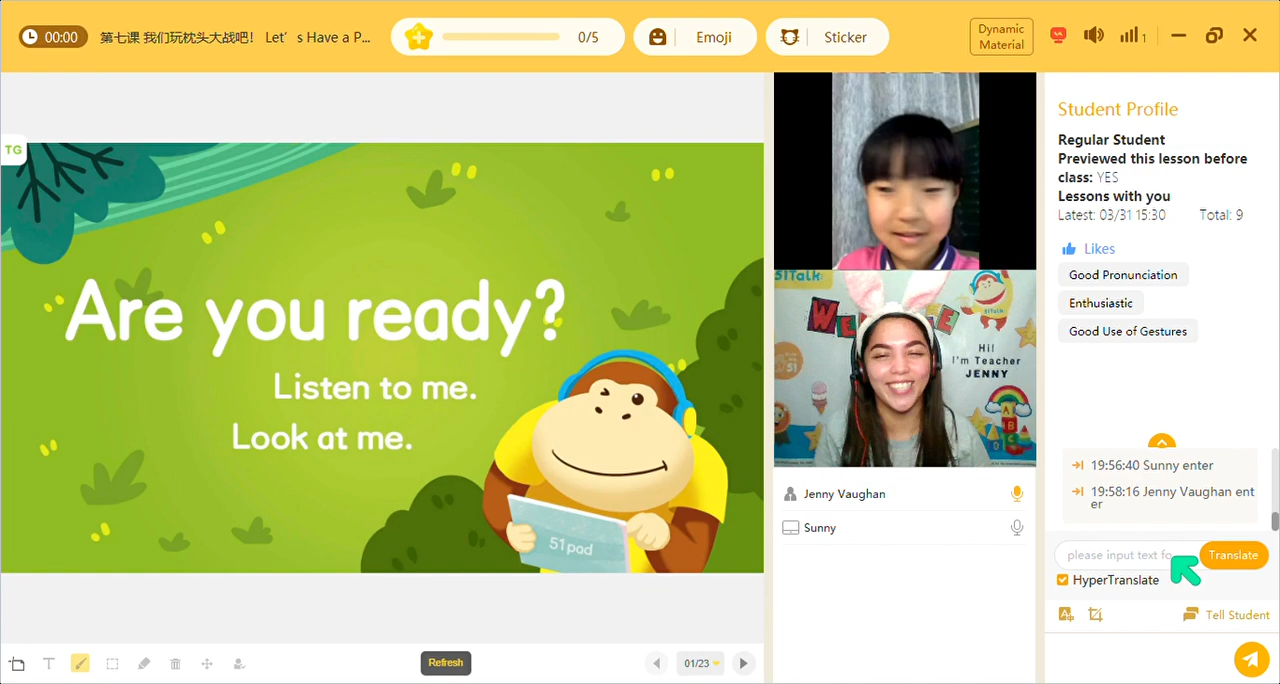 00:00
第七课 我们玩枕头大战吧! Let's Have a P...
0/5
Emoji
Sticker
Dynamic
Material
1
TG
Are you ready?
Listen to me.
Look at me.
51pad
Refresh
01/23
51Talk
WE
E
51Talk
Hi!
I'm Teacher
JENNY
A
B
C
Jenny Vaughan
Sunny
Student Profile
Regular Student
Previewed this lesson before
class: YES
Lessons with you
Latest: 03/31 15:30 Total: 9
Likes
Good Pronunciation
Enthusiastic
Good Use of Gestures
19:56:40 Sunny enter
19:58:16 Jenny Vaughan ent
er
please input text fo
Translate
HyperTranslate
Tell Student